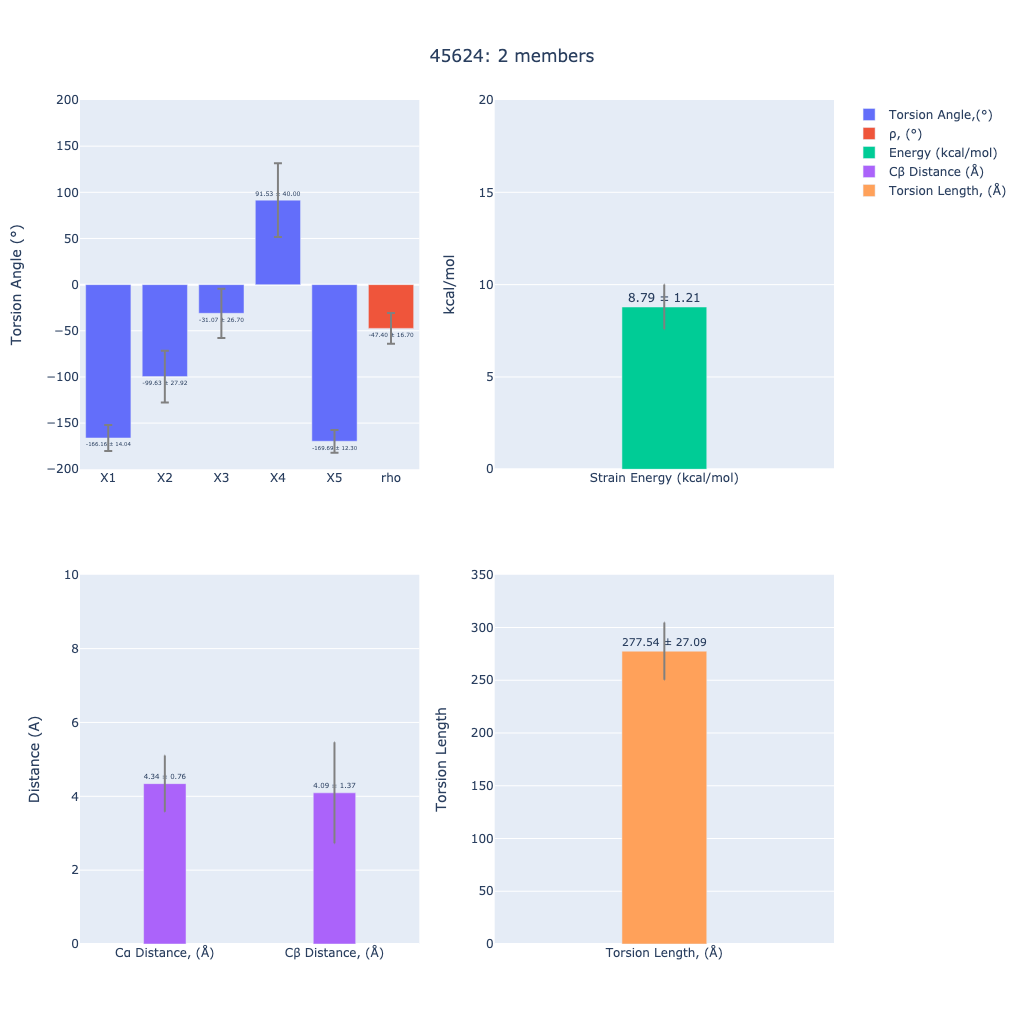 45624: 2 members
Torsion Angle (°)
200
150
100
50
0
−50
−100
−150
−200
-166.16 ± 14.04
-99.63 ± 27.92
-31.07 ± 26.70
91.53 ± 40.00
-169.69 ± 12.30
-47.40 ± 16.70
X1
X2
X3
X4
X5
rho
kcal/mol
20
15
10
5
0
8.79 ± 1.21
Strain Energy (kcal/mol)
Torsion Angle,(°)
ρ, (°)
Energy (kcal/mol)
Cβ Distance (Å)
Torsion Length, (Å)
Distance (A)
10
8
6
4
2
0
4.34 ± 0.76
4.09 ± 1.37
Cα Distance, (Å)
Cβ Distance, (Å)
Torsion Length
350
300
250
200
150
100
50
0
277.54 ± 27.09
Torsion Length, (Å)